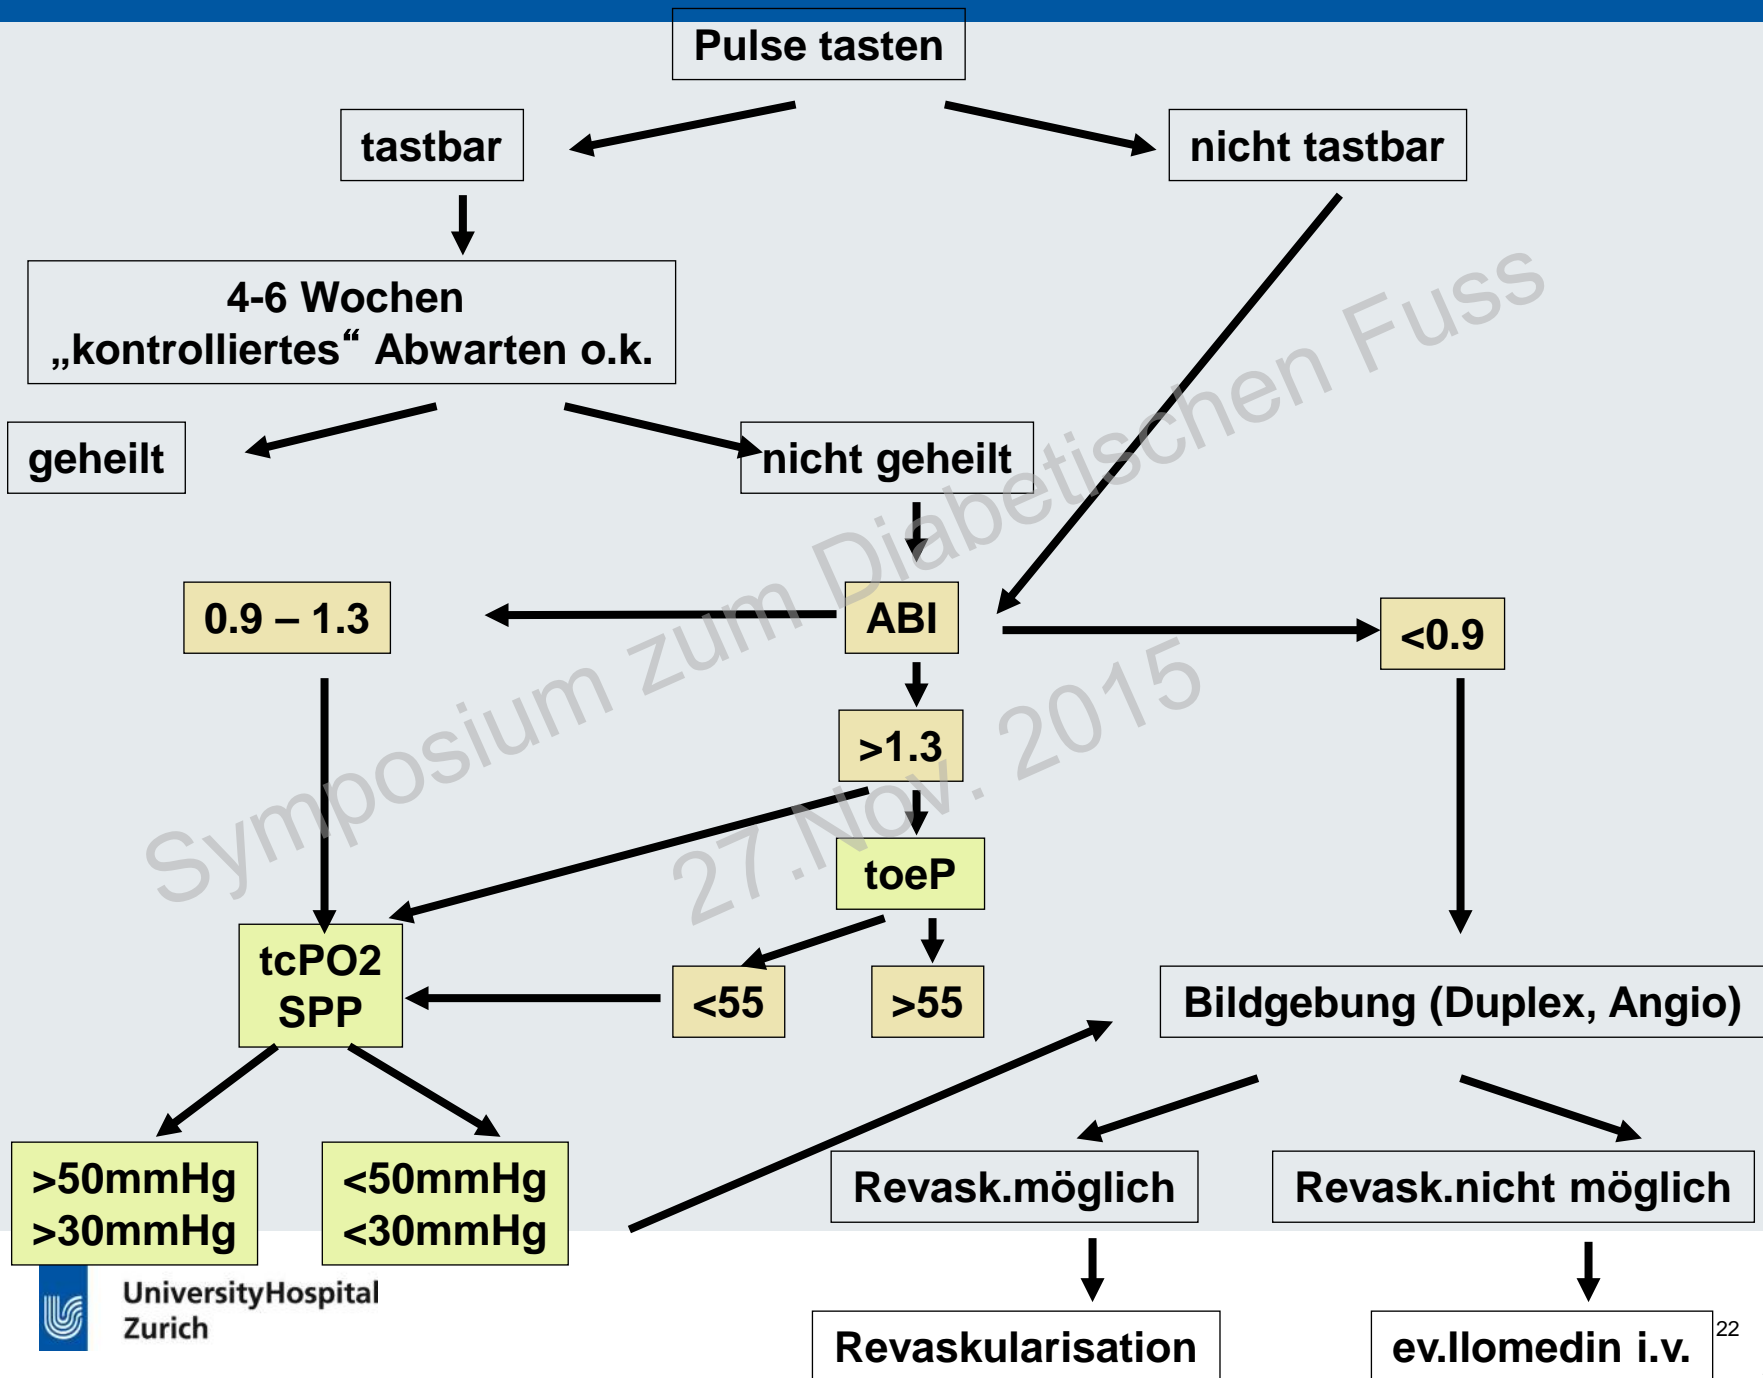 Pulse tasten
tastbar
nicht tastbar
4-6 Wochen
„kontrolliertes“ Abwarten o.k.
geheilt
nicht geheilt
0.9 – 1.3
ABI
<0.9
>1.3
toeP
tcPO2
SPP
<55
>55
Bildgebung (Duplex, Angio)
>50mmHg
>30mmHg
<50mmHg
<30mmHg
Revask.möglich
Revask.nicht möglich
Revaskularisation
ev.Ilomedin i.v.
Symposium zum Diabetischen Fuss
27.Nov. 2015
UniversityHospital
Zurich
22